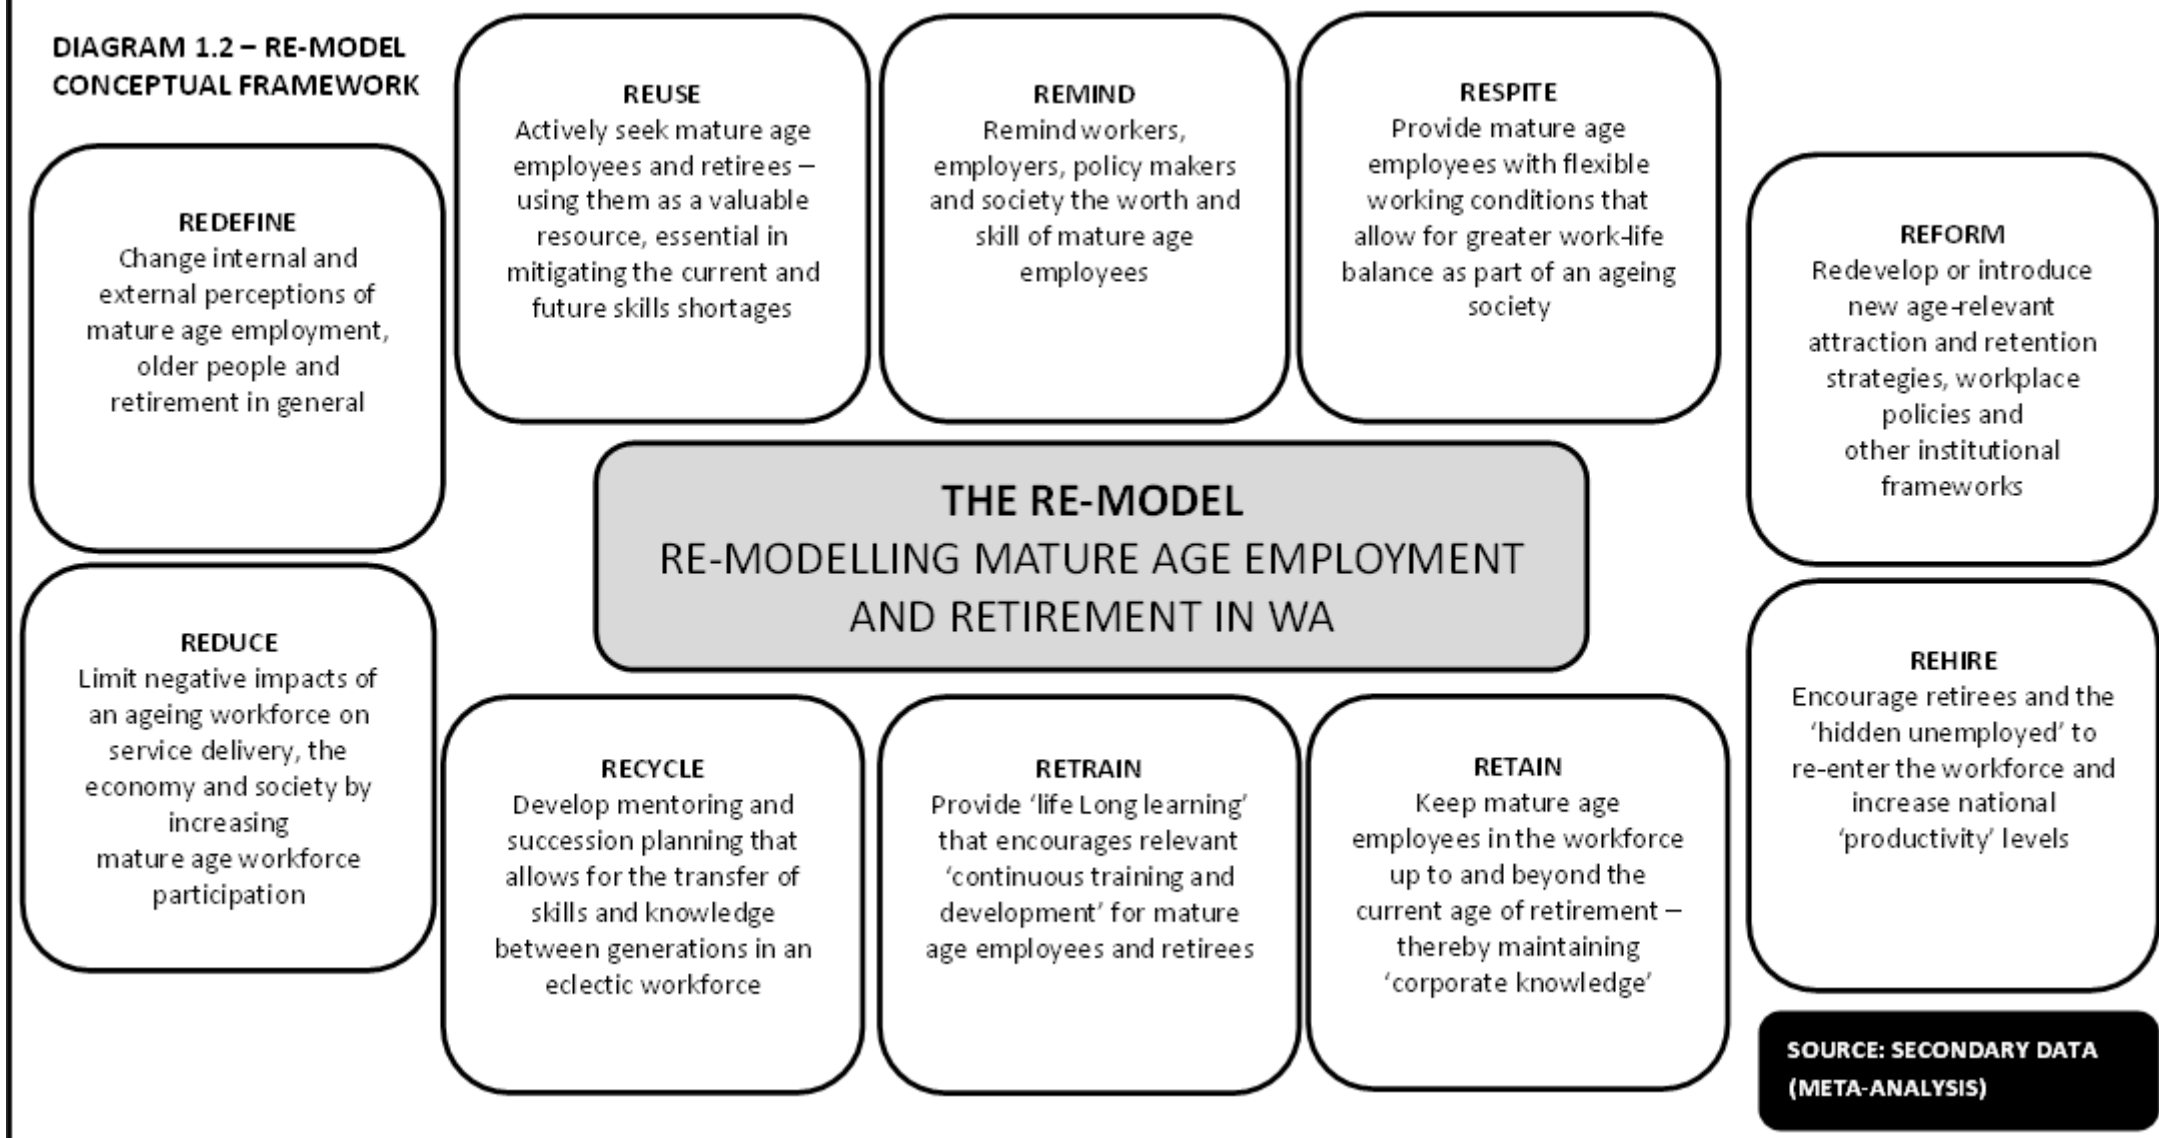 DIAGRAM 1.2 – RE-MODEL
CONCEPTUAL FRAMEWORK
REDEFINE
Change internal and
external perceptions of
mature age employment,
older people and
retirement in general
REUSE
Actively seek mature age
employees and retirees –
using them as a valuable
resource, essential in
mitigating the current and
future skills shortages
REMIND
Remind workers,
employers, policy makers
and society the worth and
skill of mature age
employees
RESPITE
Provide mature age
employees with flexible
working conditions that
allow for greater work-life
balance as part of an ageing
society
REFORM
Redevelop or introduce
new age-relevant
attraction and retention
strategies, workplace
policies and
other institutional
frameworks
THE RE-MODEL
RE-MODELLING MATURE AGE EMPLOYMENT
AND RETIREMENT IN WA
REDUCE
Limit negative impacts of
an ageing workforce on
service delivery, the
economy and society by
increasing
mature age workforce
participation
RECYCLE
Develop mentoring and
succession planning that
allows for the transfer of
skills and knowledge
between generations in an
eclectic workforce
RETRAIN
Provide ‘life Long learning’
that encourages relevant
‘continuous training and
development’ for mature
age employees and retirees
RETAIN
Keep mature age
employees in the workforce
up to and beyond the
current age of retirement –
thereby maintaining
‘corporate knowledge’
REHIRE
Encourage retirees and the
‘hidden unemployed’ to
re-enter the workforce and
increase national
‘productivity’ levels
SOURCE: SECONDARY DATA
(META-ANALYSIS)